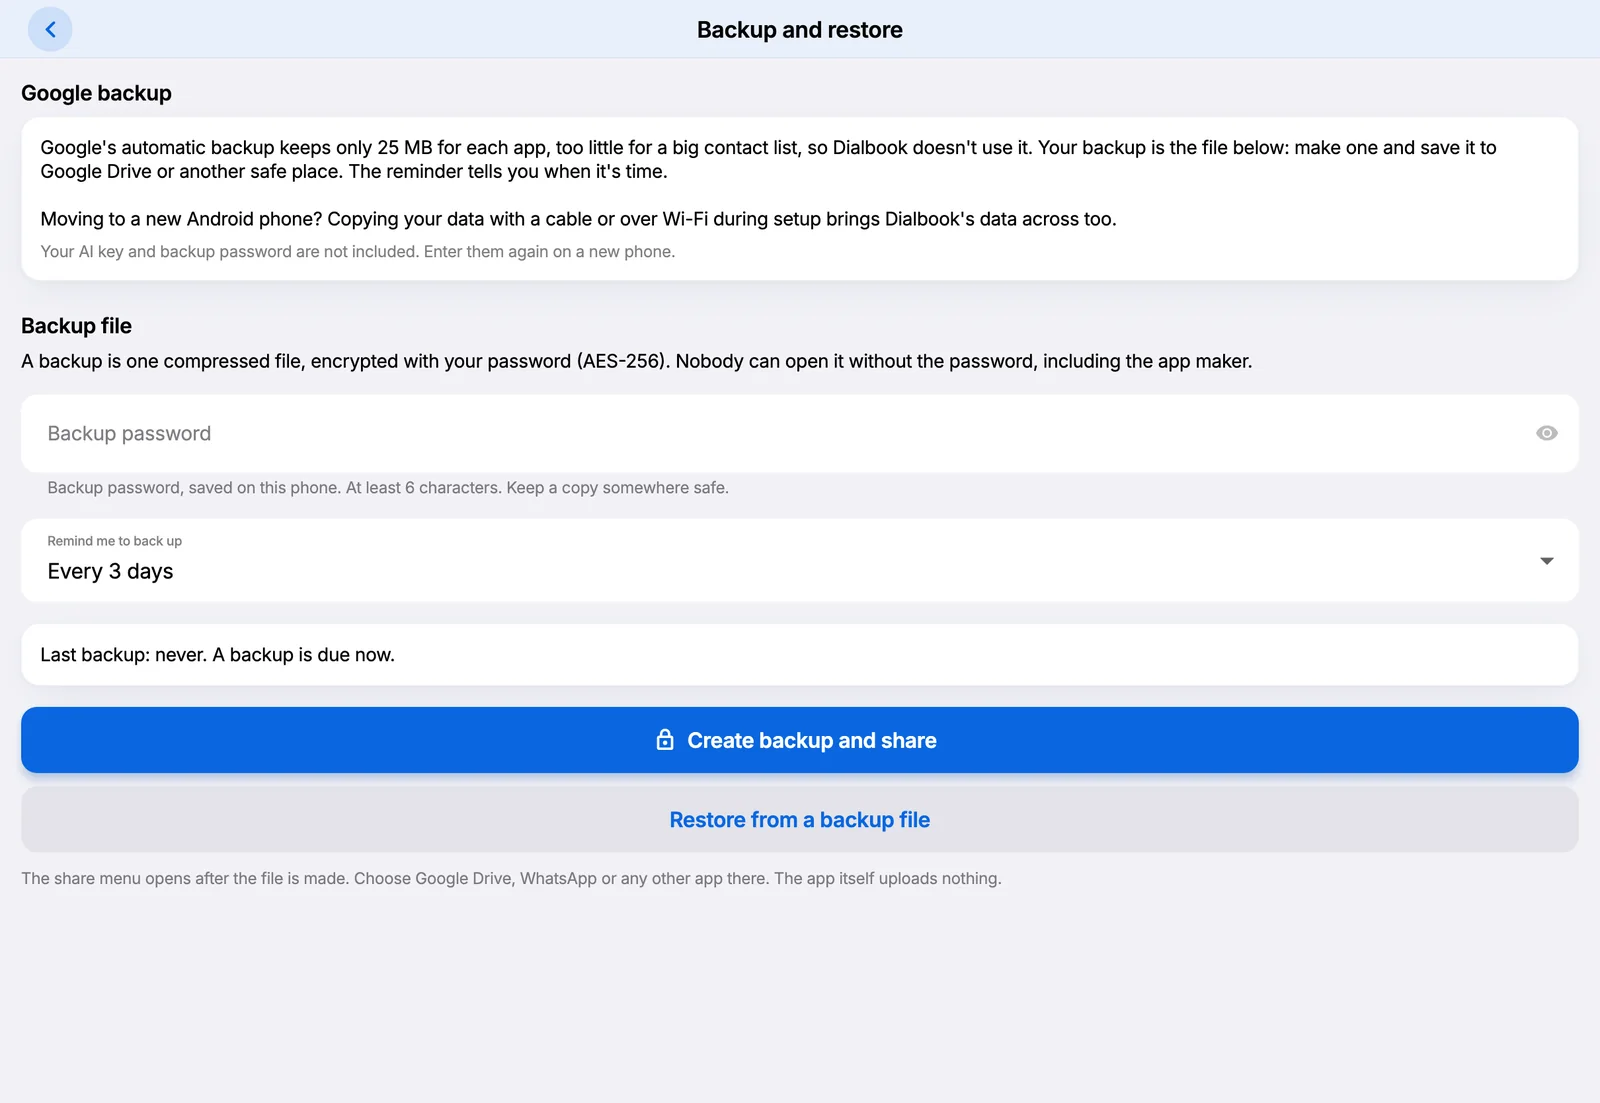 Backup and restore
Google backup
Google's automatic backup keeps only 25 MB for each app, too little for a big contact list, so Dialbook doesn't use it. Your backup is the file below: make one and save it to
Google Drive or another safe place. The reminder tells you when it's time.
Moving to a new Android phone? Copying your data with a cable or over Wi-Fi during setup brings Dialbook's data across too.
Your AI key and backup password are not included. Enter them again on a new phone.
Backup file
A backup is one compressed file, encrypted with your password (AES-256). Nobody can open it without the password, including the app maker.
Backup password
Backup password, saved on this phone. At least 6 characters. Keep a copy somewhere safe.
Remind me to back up
Every 3 days
Last backup: never. A backup is due now.
Create backup and share
Restore from a backup file
The share menu opens after the file is made. Choose Google Drive, WhatsApp or any other app there. The app itself uploads nothing.